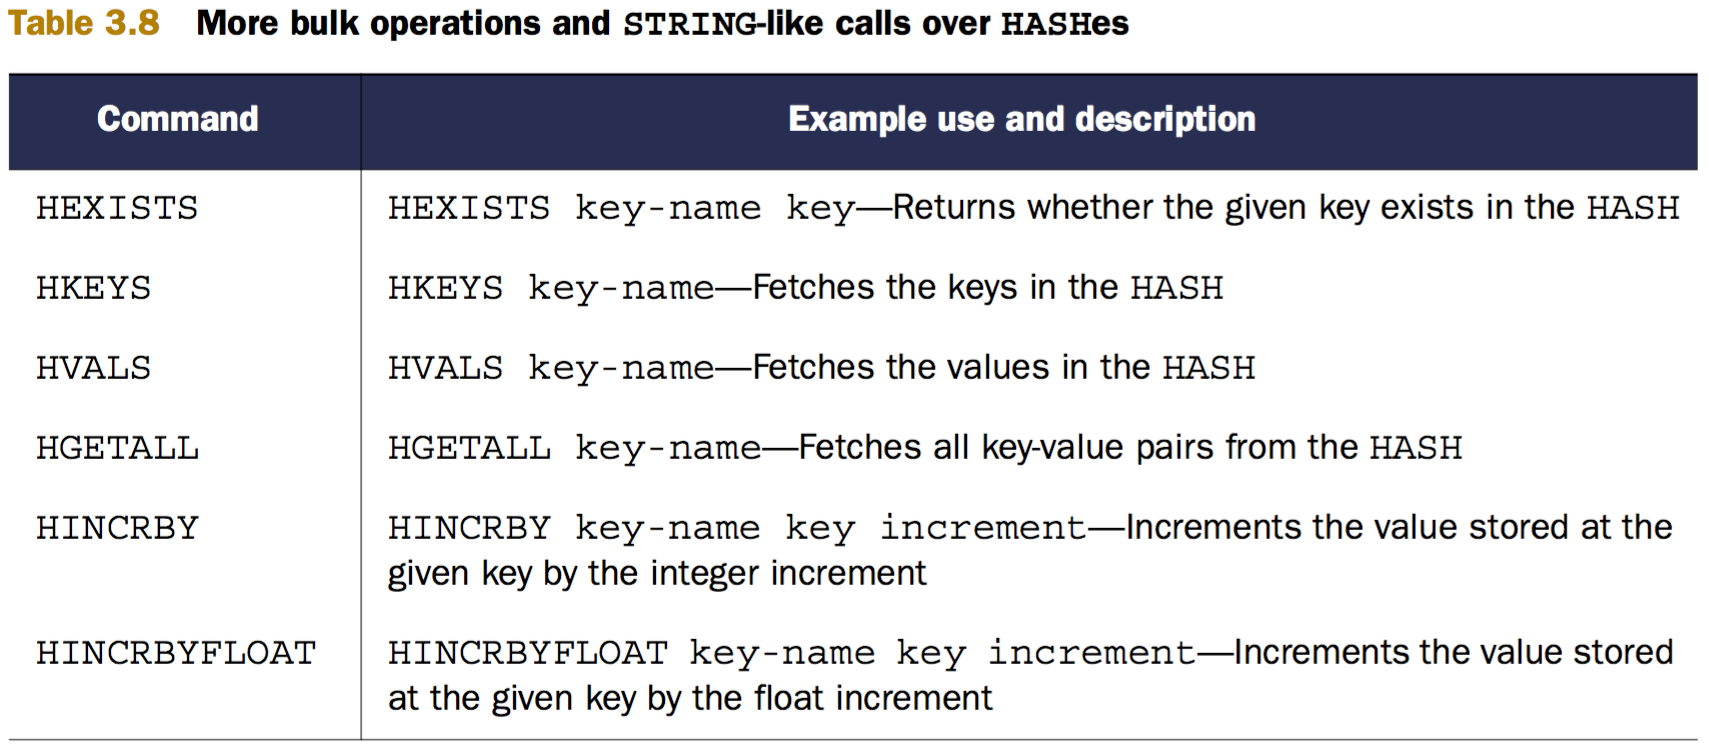 Table 3.8 More bulk operations and STRING-like calls over HASHes
Command Example use and description
HEXISTS HEXISTS key-name key—Returns whether the given key exists in the HASH
HKEYS HKEYS key-name—Fetches the keys in the HASH
HVALS HVALS key-name—Fetches the values in the HASH
HGETALL HGETALL key-name—Fetches all key-value pairs from the HASH
HINCRBY HINCRBY key-name key increment—Increments the value stored at the
given key by the integer increment
HINCRBYFLOAT HINCRBYFLOAT key-name key increment—Increments the value stored
at the given key by the float increment